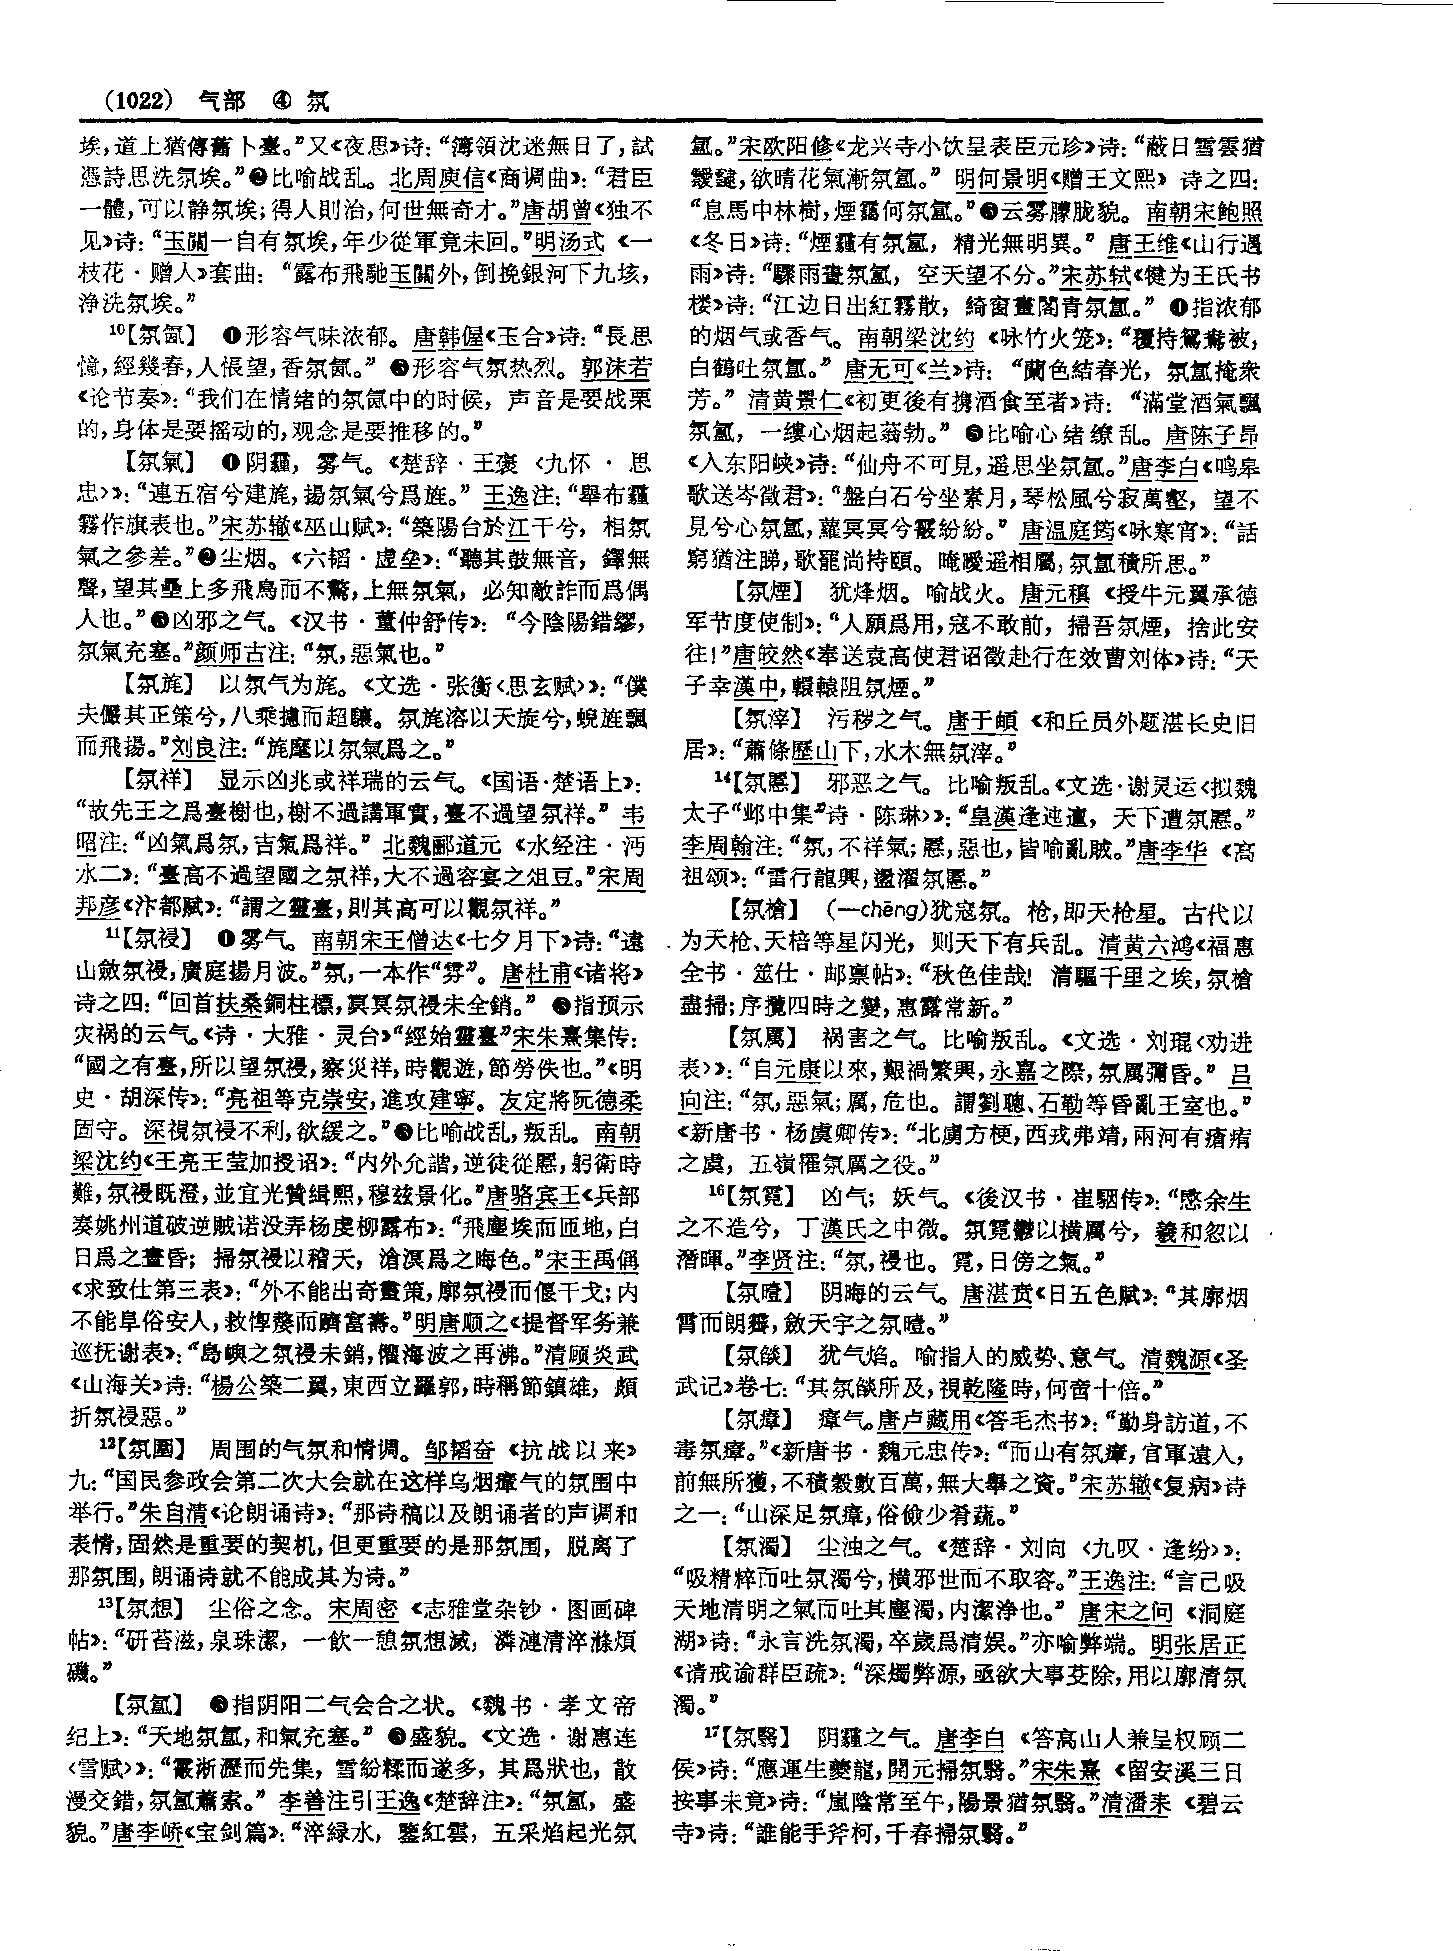 (1022) 气部 ④ 氛
埃，道上猶傳舊卜臺。”又《夜思》诗：“簿領沈迷無日了，試
憑詩思洗氛埃。”❷比喻战乱。北周庾信《商调曲》：“君臣
一體，可以静氛埃；得人則治，何世無奇才。”唐胡曾《独不
见》诗：“玉關一自有氛埃，年少從軍竟未回。”明汤式《一
枝花·赠人》套曲：“露布飛馳玉關外，倒挽銀河下九垓，
浄洗氛埃。”
10【氛氤】 ❶形容气味浓郁。唐韩偓《玉合》诗：“長思
憶，經幾春，人悵望，香氛氤。”❷形容气氛热烈。郭沫若
《论节奏》：“我们在情绪的氛氤中的时候，声音是要战栗
的，身体是要摇动的，观念是要推移的。”
【氛氣】 ❶阴霾，雾气。《楚辞·王褒〈九怀·思
忠〉》：“連五宿兮建旄，揚氛氣兮爲旌。”王逸注：“舉布霾
霧作旗表也。”宋苏辙《巫山赋》：“築陽台於江干兮，相氛
氣之參差。”❷尘烟。《六韬·虚垒》：“聽其鼓無音，鐸無
聲，望其壘上多飛鳥而不驚，上無氛氣，必知敵詐而爲偶
人也。”❸凶邪之气。《汉书·董仲舒传》：“今陰陽錯繆，
氛氣充塞。”颜师古注：“氛，惡氣也。”
【氛旄】 以氛气为旄。《文选·张衡〈思玄赋〉》：“僕
夫儼其正策兮，八乘攄而超驤。氛旄溶以天旋兮，蜺旌飄
而飛揚。”刘良注：“旄麾以氛氣爲之。”
【氛祥】 显示凶兆或祥瑞的云气。《国语·楚语上》：
“故先王之爲臺榭也，榭不過講軍實，臺不過望氛祥。”韦
昭注：“凶氣爲氛，吉氣爲祥。”北魏郦道元《水经注·沔
水二》：“臺高不過望國之氛祥，大不過容宴之俎豆。”宋周
邦彦《汴都赋》：“謂之靈臺，則其高可以觀氛祥。”
11【氛祲】 ❶雾气。南朝宋王僧达《七夕月下》诗：“遠
山斂氛祲，廣庭揚月波。”氛，一本作“雰”。唐杜甫《诸将》
诗之四：“回首扶桑銅柱標，冥冥氛祲未全銷。”❷指预示
灾祸的云气。《诗·大雅·灵台》“經始靈臺”宋朱熹集传：
“國之有臺，所以望氛祲，察災祥，時觀遊，節勞佚也。”《明
史·胡深传》：“亮祖等克崇安，進攻建寧。友定將阮德柔
固守。深視氛祲不利，欲緩之。”❸比喻战乱，叛乱。南朝
梁沈约《王亮王莹加授诏》：“内外允諧，逆徒從慝，躬衛時
難，氛祲既澄，並宜光贊缉熙，穆兹景化。”唐骆宾王《兵部
奏姚州道破逆贼诺没弄杨虔柳露布》：“飛塵埃而匝地，白
日爲之晝昏；掃氛祲以稽天，滄溟爲之晦色。”宋王禹偁
《求致仕第三表》：“外不能出奇畫策，廓氛祲而偃干戈；内
不能阜俗安人，救惸嫠而躋富壽。”明唐顺之《提督军务兼
巡抚谢表》：“島嶼之氛祲未銷，懼海波之再沸。”清顾炎武
《山海关》诗：“楊公築二翼，東西立羅郭，時稱節鎮雄，頗
折氛祲惡。”
12【氛圍】 周围的气氛和情调。邹韬奋《抗战以来》
九：“国民参政会第二次大会就在这样乌烟瘴气的氛围中
举行。”朱自清《论朗诵诗》：“那诗稿以及朗诵者的声调和
表情，固然是重要的契机，但更重要的是那氛围，脱离了
那氛围，朗诵诗就不能成其为诗。”
13【氛想】 尘俗之念。宋周密《志雅堂杂钞·图画碑
帖》：“研苔滋，泉珠潔，一飲一憩氛想滅，潾漣清淬滌煩
磯。”
【氛氳】 ❶指阴阳二气会合之状。《魏书·孝文帝
纪上》：“天地氛氳，和氣充塞。”❷盛貌。《文选·谢惠连
〈雪赋〉》：“霰淅瀝而先集，雪紛糅而遂多，其爲狀也，散
漫交錯，氛氳蕭索。”李善注引王逸《楚辞注》：“氛氳，盛
貌。”唐李峤《宝剑篇》：“淬緑水，鑒紅雲，五采焰起光氛
氳。”宋欧阳修《龙兴寺小饮呈表臣元珍》诗：“蔽日雪雲猶
靉靆，欲晴花氣漸氛氳。”明何景明《赠王文熙》诗之四：
“息馬中林樹，煙靄何氛氳。”❸云雾朦胧貌。南朝宋鲍照
《冬日》诗：“煙霾有氛氳，精光無明異。”唐王维《山行遇
雨》诗：“驟雨晝氛氳，空天望不分。”宋苏轼《犍为王氏书
楼》诗：“江边日出紅霧散，綺窗畫閣青氛氳。”❹指浓郁
的烟气或香气。南朝梁沈约《咏竹火笼》：“覆持鴛鴦被，
白鶴吐氛氳。”唐无可《兰》诗：“蘭色結春光，氛氳掩衆
芳。”清黄景仁《初更後有携酒食至者》诗：“滿堂酒氣飄
氛氳，一缕心烟起蓊勃。”❺比喻心绪缭乱。唐陈子昂
《入东阳峡》诗：“仙舟不可見，遥思坐氛氳。”唐李白《鸣皋
歌送岑徵君》：“盤白石兮坐素月，琴松風兮寂萬壑，望不
見兮心氛氳，蘿冥冥兮霰紛紛。”唐温庭筠《咏寒宵》：“話
窮猶注睇，歌罷尚持頤。晻曖遥相屬，氛氳積所思。”
【氛煙】 犹烽烟。喻战火。唐元稹《授牛元翼承德
军节度使制》：“人願爲用，寇不敢前，掃吾氛煙，捨此安
往！”唐皎然《奉送袁高使君诏徵赴行在效曹刘体》诗：“天
子幸漢中，轘轅阻氛煙。”
【氛滓】 污秽之气。唐于頔《和丘员外题湛长史旧
居》：“蕭條歷山下，水木無氛滓。”
14【氛慝】 邪恶之气。比喻叛乱。《文选·谢灵运〈拟魏
太子“邺中集”诗·陈琳〉》：“皇漢逢迍邅，天下遭氛慝。”
李周翰注：“氛，不祥氣；慝，惡也，皆喻亂賊。”唐李华《高
祖颂》：“雷行龍興，盪濯氛慝。”
【氛槍】 (一chēng)犹寇氛。枪，即天枪星。古代以
为天枪、天棓等星闪光，则天下有兵乱。清黄六鸿《福惠
全书·筮仕·邮禀帖》：“秋色佳哉！清驅千里之埃，氛槍
盡掃；序攬四時之變，惠露常新。”
【氛厲】 祸害之气。比喻叛乱。《文选·刘琨〈劝进
表〉》：“自元康以來，艱禍繁興，永嘉之際，氛厲彌昏。”吕
向注：“氛，惡氣；厲，危也。謂劉聰、石勒等昏亂王室也。”
《新唐书·杨虞卿传》：“北虜方梗，西戎弗靖，兩河有瘡痏
之虞，五嶺罹氛厲之役。”
16【氛霓】 凶气；妖气。《後汉书·崔駰传》：“愍余生
之不造兮，丁漢氏之中微。氛霓鬱以横厲兮，羲和忽以
潛暉。”李贤注：“氛，祲也。霓，日傍之氣。”
【氛曀】 阴晦的云气。唐湛贲《日五色赋》：“其廓烟
霄而朗霽，斂天宇之氛曀。”
【氛燄】 犹气焰。喻指人的威势、意气。清魏源《圣
武记》卷七：“其氛燄所及，視乾隆時，何啻十倍。”
【氛瘴】 瘴气。唐卢藏用《答毛杰书》：“勤身訪道，不
毒氛瘴。”《新唐书·魏元忠传》：“而山有氛瘴，官軍遠入，
前無所獲，不積穀數百萬，無大舉之資。”宋苏辙《复病》诗
之一：“山深足氛瘴，俗儉少肴蔬。”
【氛濁】 尘浊之气。《楚辞·刘向〈九叹·逢纷〉》：
“吸精粹而吐氛濁兮，横邪世而不取容。”王逸注：“言己吸
天地清明之氣而吐其塵濁，内潔浄也。”唐宋之问《洞庭
湖》诗：“永言洗氛濁，卒歲爲清娱。”亦喻弊端。明张居正
《请戒谕群臣疏》：“深燭弊源，亟欲大事芟除，用以廓清氛
濁。”
17【氛翳】 阴霾之气。唐李白《答高山人兼呈权顾二
侯》诗：“應運生夔龍，開元掃氛翳。”宋朱熹《留安溪三日
按事未竟》诗：“嵐陰常至午，陽景猶氛翳。”清潘耒《碧云
寺》诗：“誰能手斧柯，千春掃氛翳。”